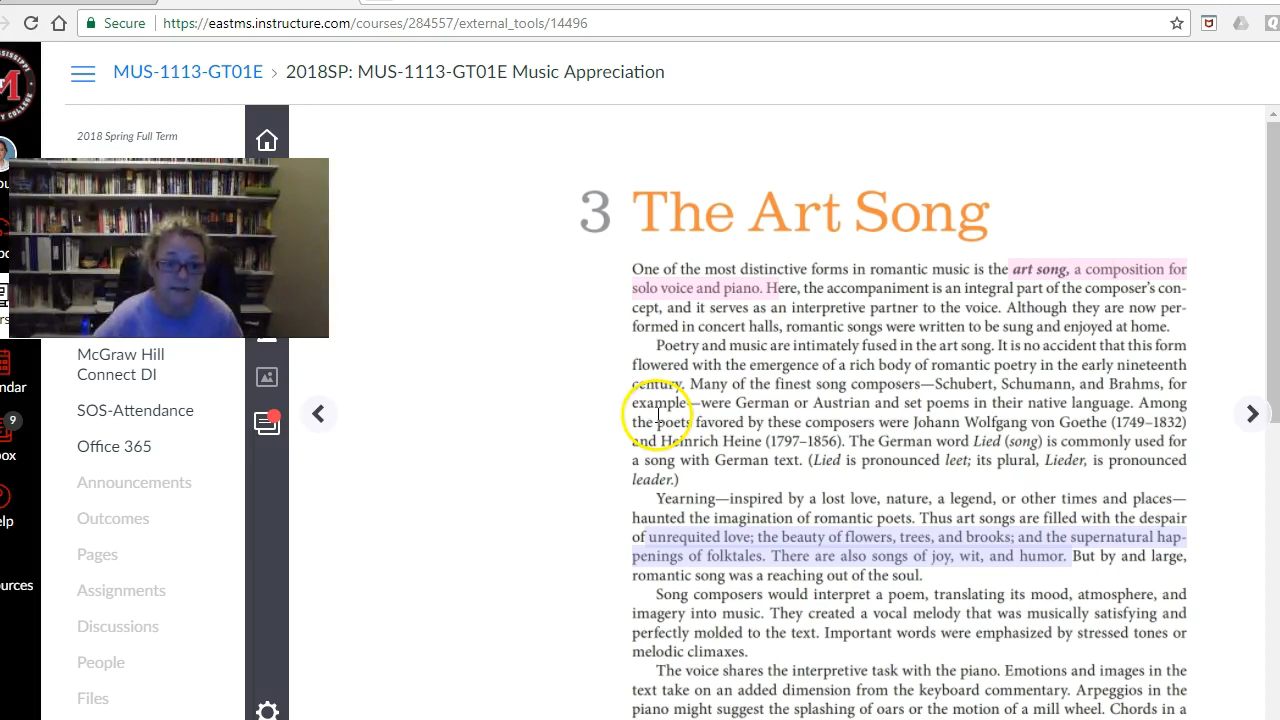 Secure
https://eastms.instructure.com/courses/284557/external_tools/14496
MUS-1113-GT01E › 2018SP: MUS-1113-GT01E Music Appreciation
2018 Spring Full Term
McGraw Hill
Connect DI
SOS-Attendance
Office 365
Announcements
Outcomes
Pages
Assignments
Discussions
People
Files
9
3 The Art Song
One of the most distinctive forms in romantic music is the art song, a composition for
solo voice and piano. Here, the accompaniment is an integral part of the composer's con-
cept, and it serves as an interpretive partner to the voice. Although they are now per-
formed in concert halls, romantic songs were written to be sung and enjoyed at home.
Poetry and music are intimately fused in the art song. It is no accident that this form
flowered with the emergence of a rich body of romantic poetry in the early nineteenth
century. Many of the finest song composers—Schubert, Schumann, and Brahms, for
example—were German or Austrian and set poems in their native language. Among
the poets favored by these composers were Johann Wolfgang von Goethe (1749–1832)
and Heinrich Heine (1797–1856). The German word Lied (song) is commonly used for
a song with German text. (Lied is pronounced leet; its plural, Lieder, is pronounced
leader.)
Yearning—inspired by a lost love, nature, a legend, or other times and places—
haunted the imagination of romantic poets. Thus art songs are filled with the despair
of unrequited love; the beauty of flowers, trees, and brooks; and the supernatural hap-
penings of folktales. There are also songs of joy, wit, and humor. But by and large,
romantic song was a reaching out of the soul.
Song composers would interpret a poem, translating its mood, atmosphere, and
imagery into music. They created a vocal melody that was musically satisfying and
perfectly molded to the text. Important words were emphasized by stressed tones or
melodic climaxes.
The voice shares the interpretive task with the piano. Emotions and images in the
text take on an added dimension from the keyboard commentary. Arpeggios in the
piano might suggest the splashing of oars or the motion of a mill wheel. Chords in a